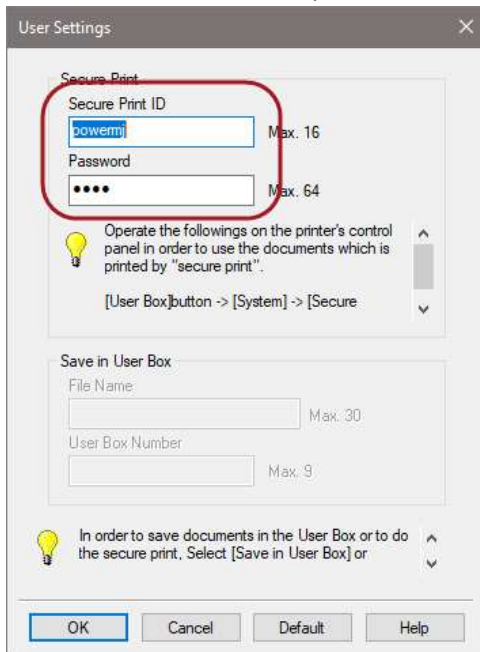 User Settings
Secure Print
Secure Print ID
powermj
Max. 16
Password
••••
Max. 64
Operate the followings on the printer's control
panel in order to use the documents which is
printed by "secure print".
[User Box]button -> [System] -> [Secure
Save in User Box
File Name
Max. 30
User Box Number
Max. 9
In order to save documents in the User Box or to do
the secure print, Select [Save in User Box] or
OK Cancel Default Help